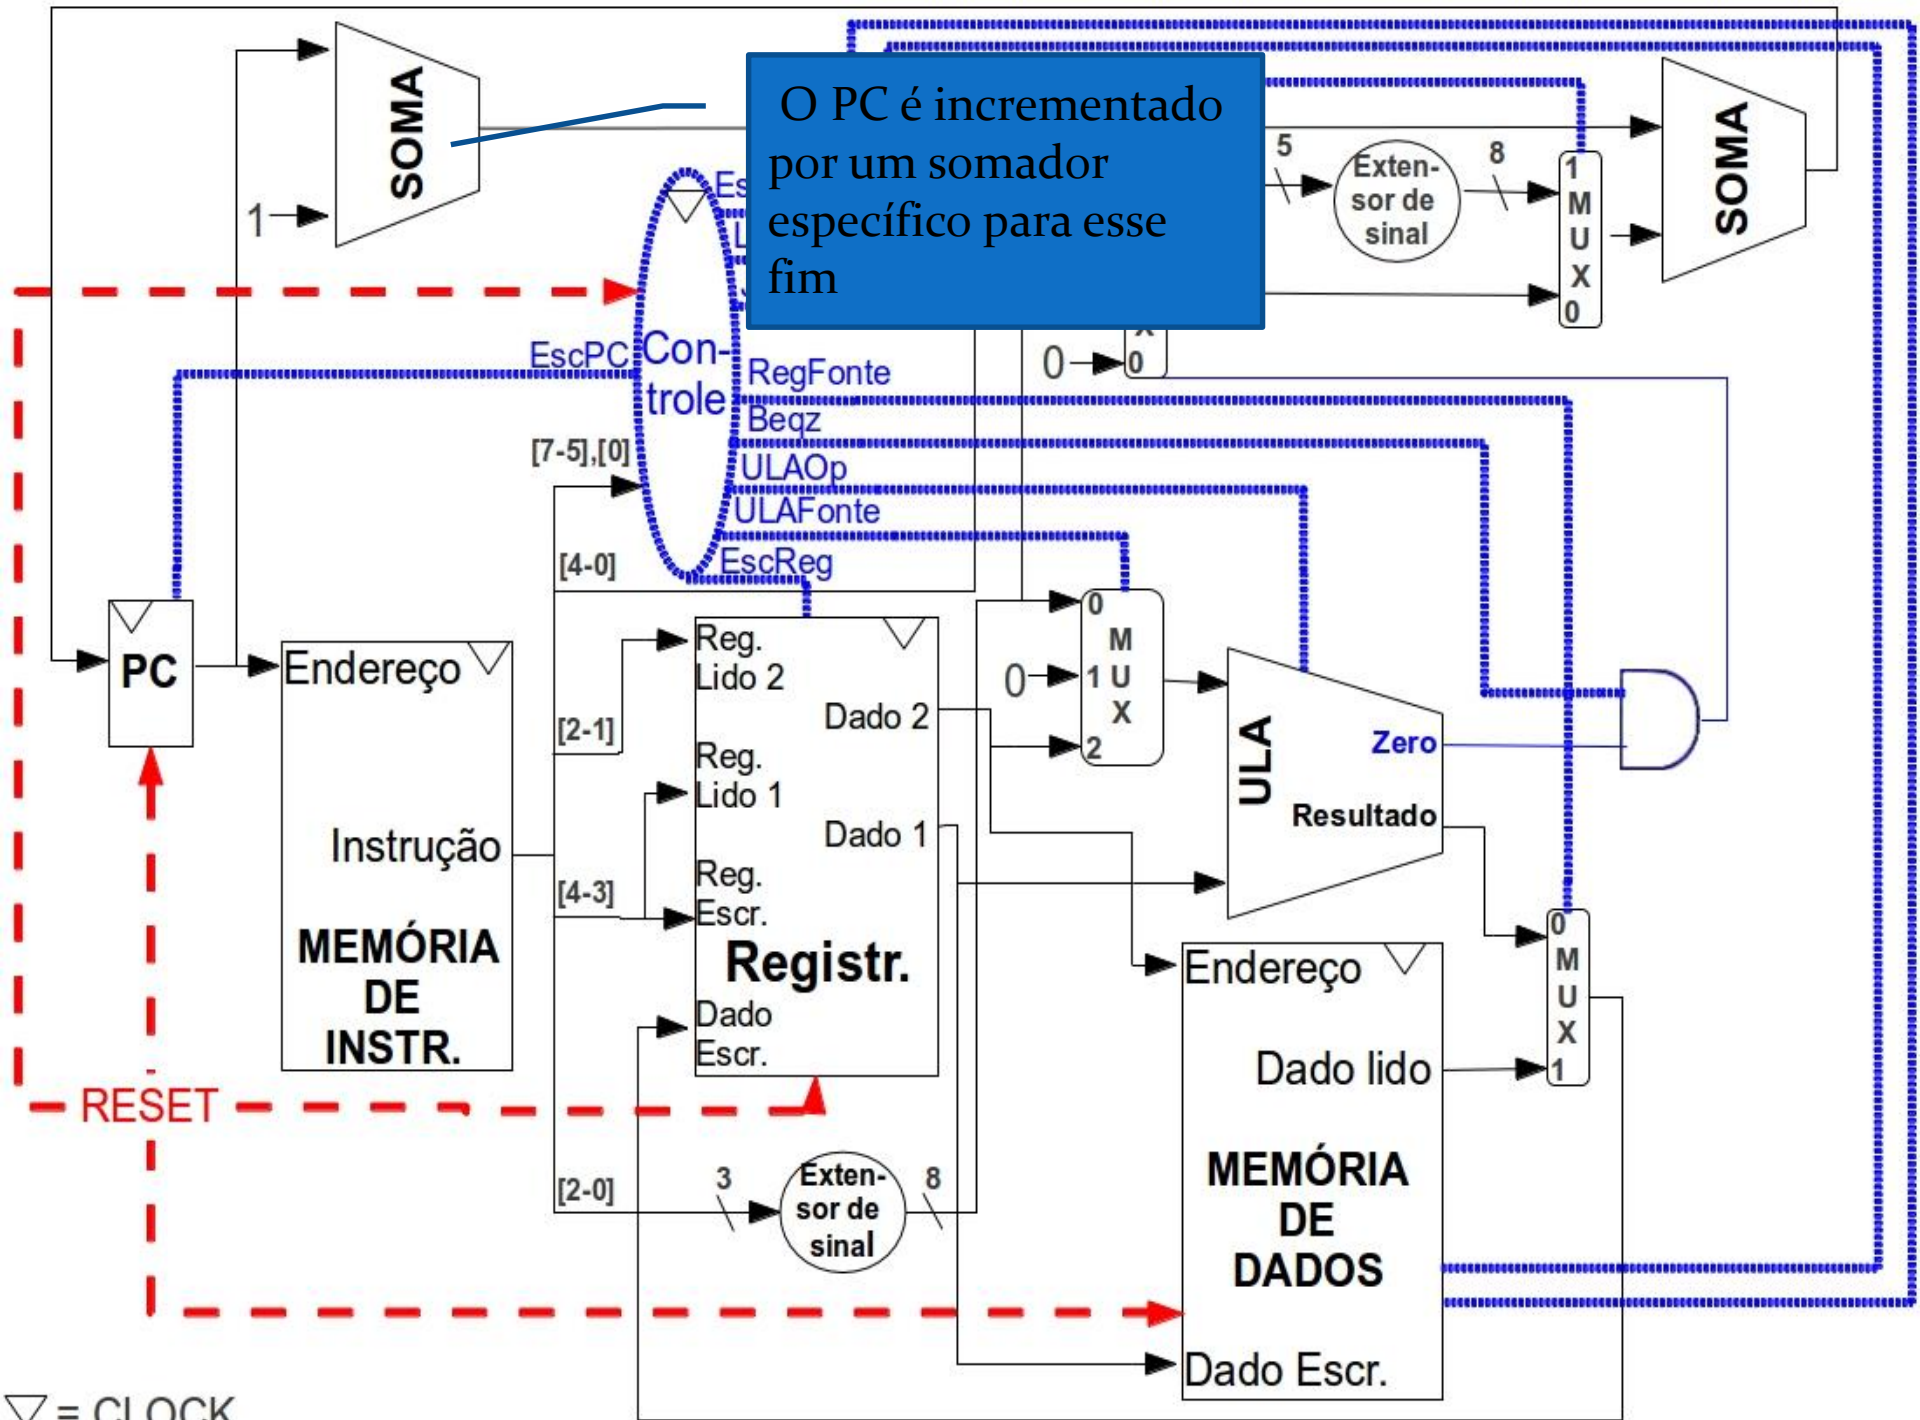 SOMA
1
O PC é incrementado
por um somador
específico para esse
fim
5
Exten-
sor de
sinal
8
1
M
U
X
0
SOMA
EscPC
Con-
trole
0
0
RegFonte
Beqz
ULAOp
ULAFonte
EscReg
[7-5],[0]
[4-0]
PC
Endereço
Instrução
MEMÓRIA
DE
INSTR.
[2-1]
[4-3]
[2-0]
Reg.
Lido 2
Dado 2
Reg.
Lido 1
Dado 1
Reg.
Escr.
Registr.
Dado
Escr.
0
M
0
1 U
X
2
ULA
Zero
Resultado
0
M
U
X
1
Endereço
Dado lido
MEMÓRIA
DE
DADOS
Dado Escr.
RESET
3
Exten-
sor de
sinal
8
= CLOCK